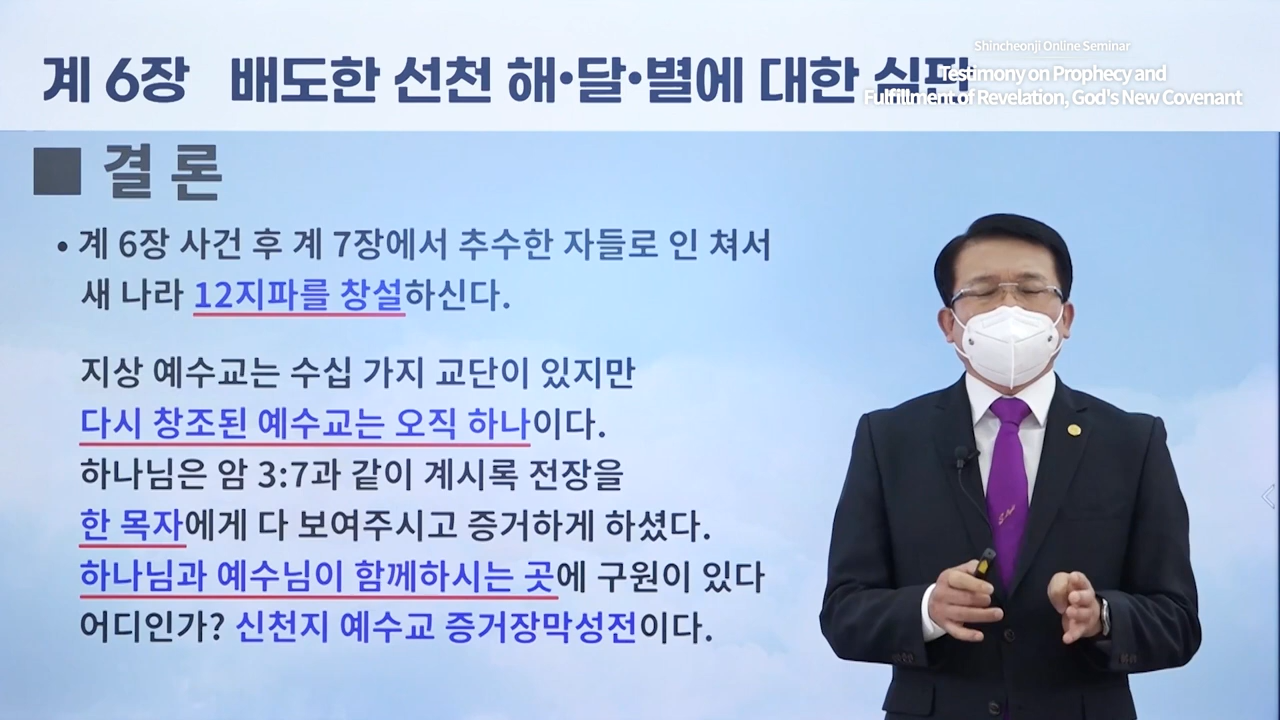 Shincheonji Online Seminar
Testimony on Prophecy and
Fulfillment of Revelation, God's New Covenant
계 6장 배도한 선천 해·달·별에 대한 심판
■ 결론
• 계 6장 사건 후 계 7장에서 추수한 자들로 인 쳐서
새 나라 12지파를 창설하신다.
지상 예수교는 수십 가지 교단이 있지만
다시 창조된 예수교는 오직 하나이다.
하나님은 암 3:7과 같이 계시록 전장을
한 목자에게 다 보여주시고 증거하게 하셨다.
하나님과 예수님이 함께하시는 곳에 구원이 있다
어디인가? 신천지 예수교 증거장막성전이다.